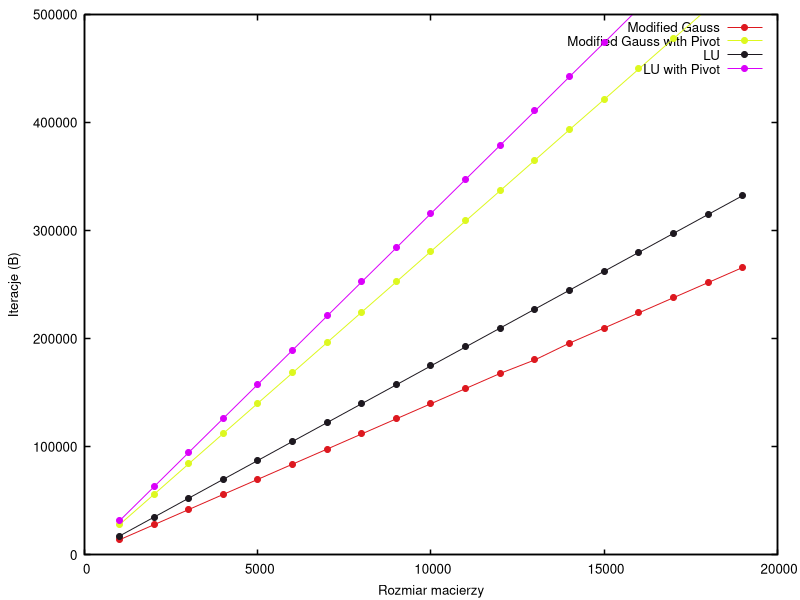 500000
400000
300000
200000
100000
0
Iteracje (B)
Modified Gauss
Modified Gauss with Pivot
LU
LU with Pivot
0 5000 10000 15000 20000
Rozmiar macierzy